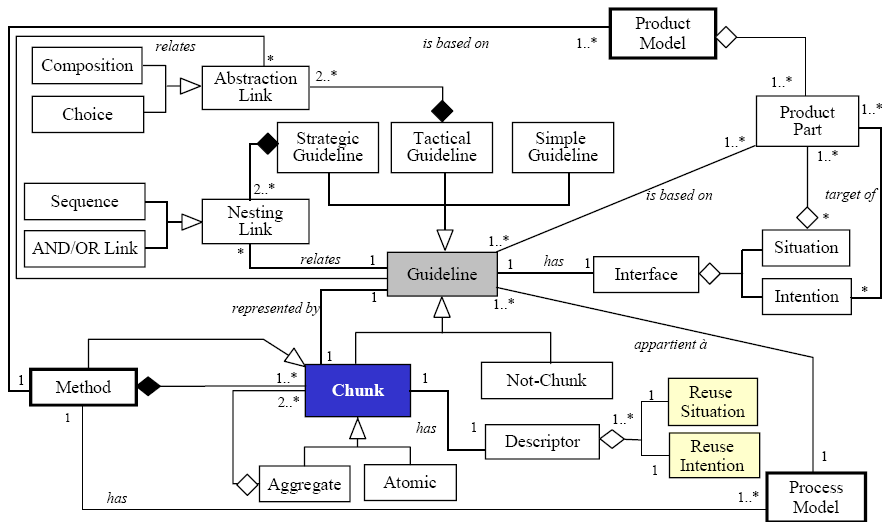 Product
Model
relates
is based on
1..*
Composition
Choice
*
Abstraction
Link
2..*
1..*
Product
Part
1..*
1..*
1..*
Strategic
Guideline
Tactical
Guideline
Simple
Guideline
is based on
target of
Sequence
AND/OR Link
2..*
Nesting
Link
*
relates
1
1..*
Guideline
1
has
1
Interface
*
Situation
Intention
*
represented by
1
1..*
appartient à
1
Method
1
1
1..*
2..*
1
Chunk
1
has
Not-Chunk
1
Descriptor
1..*
1
Reuse
Situation
1
Reuse
Intention
Aggregate
Atomic
has
1..*
1
Process
Model